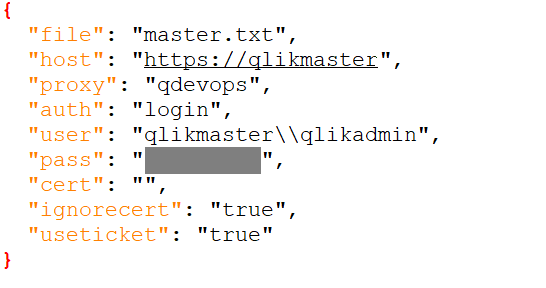 {
"file": "master.txt",
"host": "https://qlikmaster",
"proxy": "qdevops",
"auth": "login",
"user": "qlikmaster\\qlikadmin",
"pass": "",
"cert": "",
"ignorecert": "true",
"useticket": "true"
}